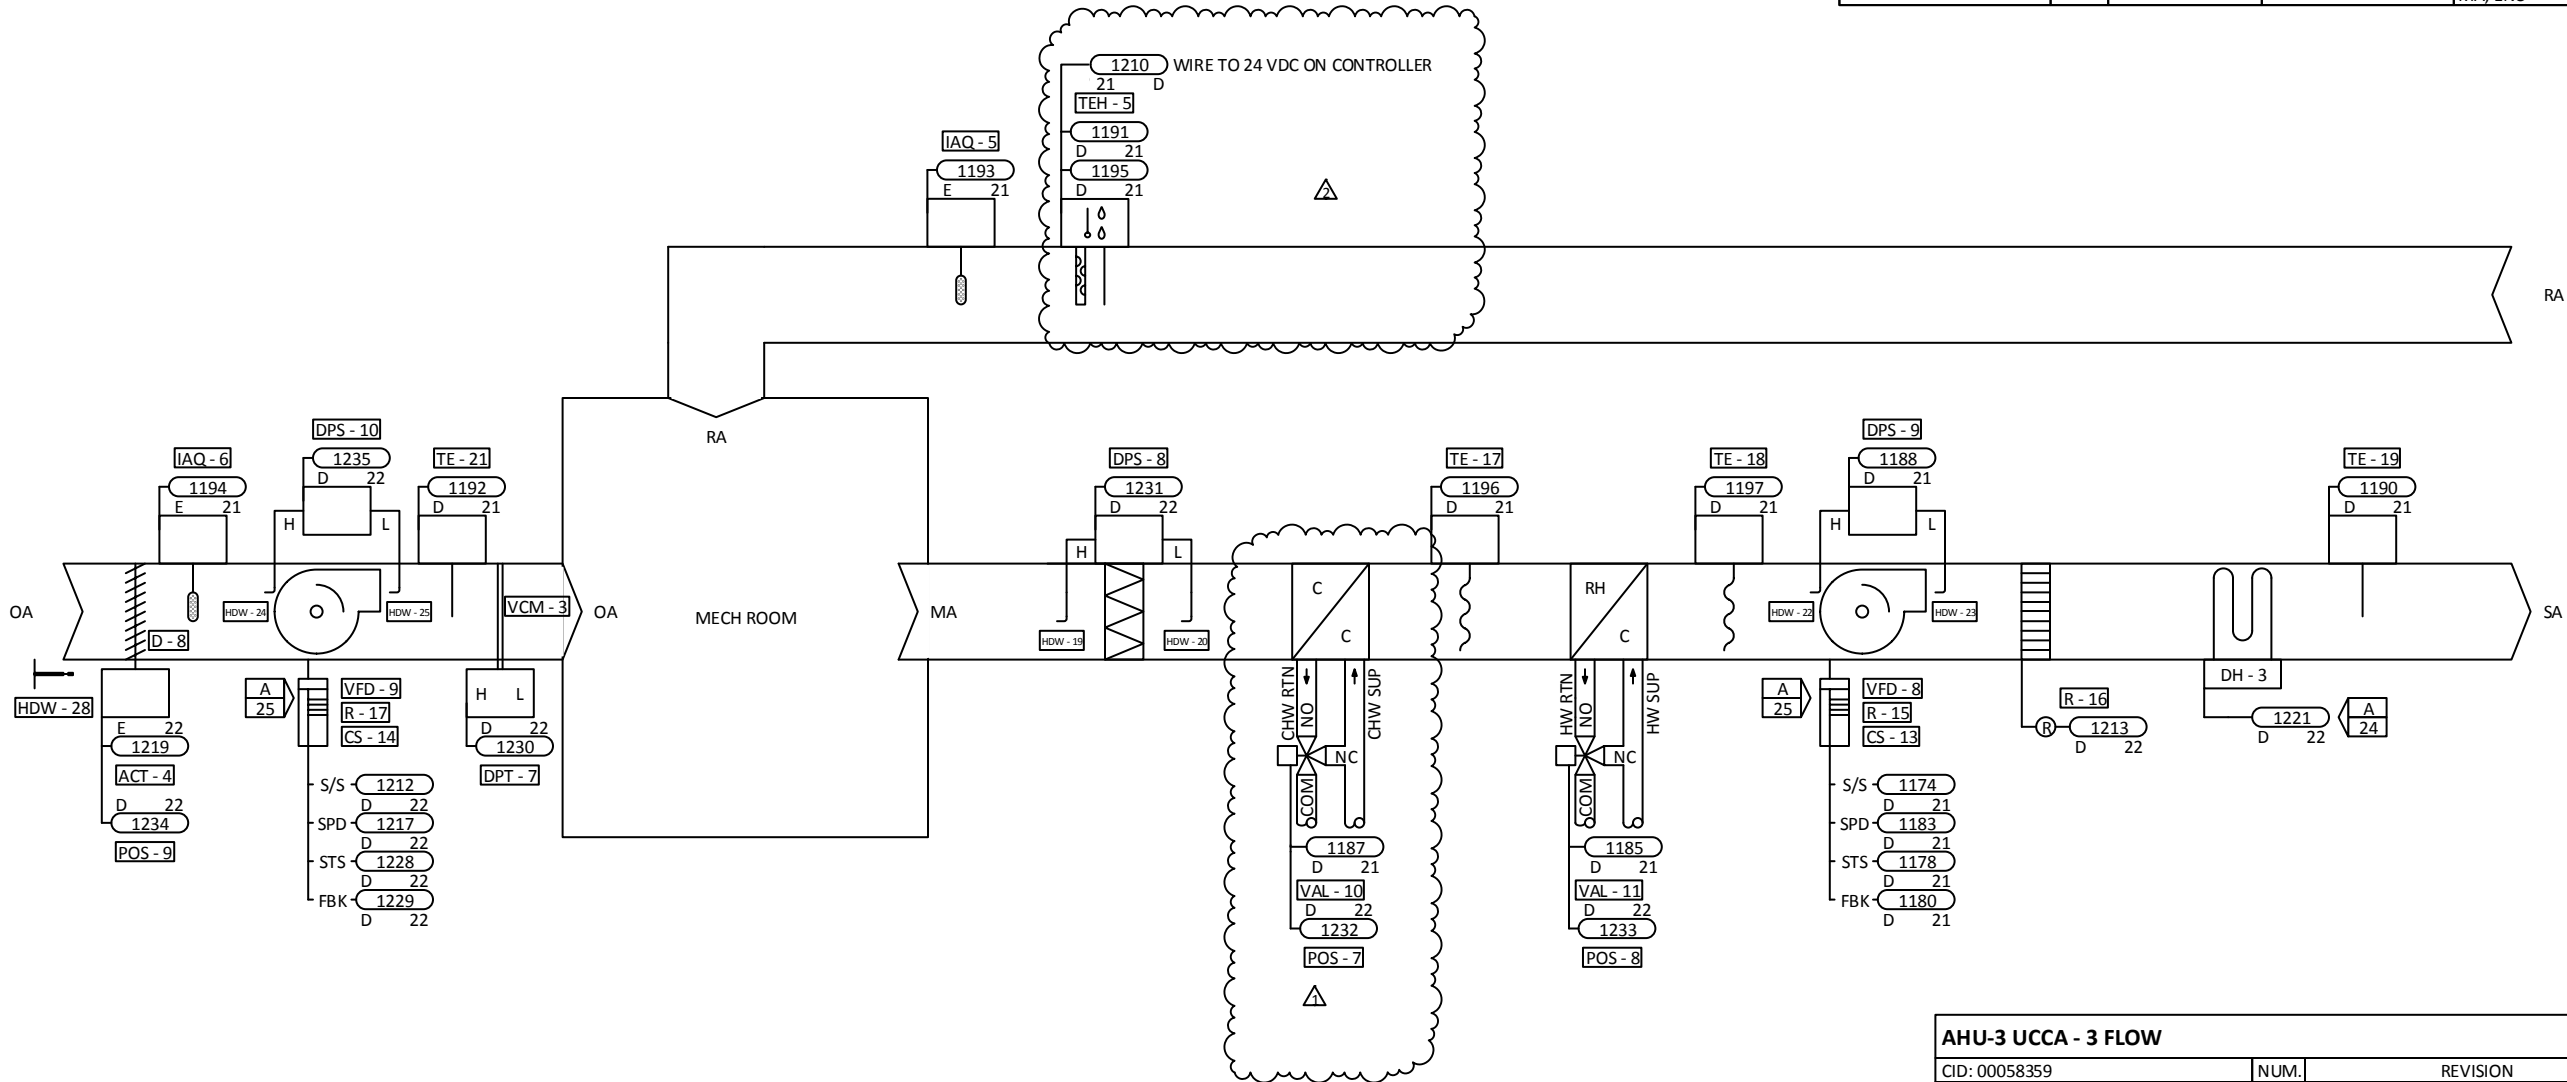 1210 WIRE TO 24 VDC ON CONTROLLER
21 D
TEH - 5
1191
D 21
1195
D 21
2
IAQ - 5
1193
E 21
RA
RA
IAQ - 6
1194
E 21
DPS - 10
1235
D 22
H L
TE - 21
1192
D 21
OA
HDW - 24
HDW - 25
D - 8
VCM - 3
OA
MECH ROOM
MA
HDW - 28
E 22
1219
ACT - 4
D 22
1234
POS - 9
A
25
VFD - 9
R - 17
CS - 14
S/S 1212
D 22
SPD 1217
D 22
STS 1228
D 22
FBK 1229
D 22
H L
D 22
1230
DPT - 7
DPS - 8
1231
D 22
H L
HDW - 19
HDW - 20
C
C
CHW RTN
NO
CHW SUP
NC
COM
1187
D 21
VAL - 10
D 22
1232
POS - 7
1
TE - 17
1196
D 21
RH
C
HW RTN
NO
HW SUP
NC
COM
1185
D 21
VAL - 11
D 22
1233
POS - 8
TE - 18
1197
D 21
DPS - 9
1188
D 21
H L
HDW - 22
HDW - 23
A
25
VFD - 8
R - 15
CS - 13
S/S 1174
D 21
SPD 1183
D 21
STS 1178
D 21
FBK 1180
D 21
R - 16
R 1213
D 22
DH - 3
1221
D 22
A
24
TE - 19
1190
D 21
SA
AHU-3 UCCA - 3 FLOW
CID: 00058359 NUM. REVISION